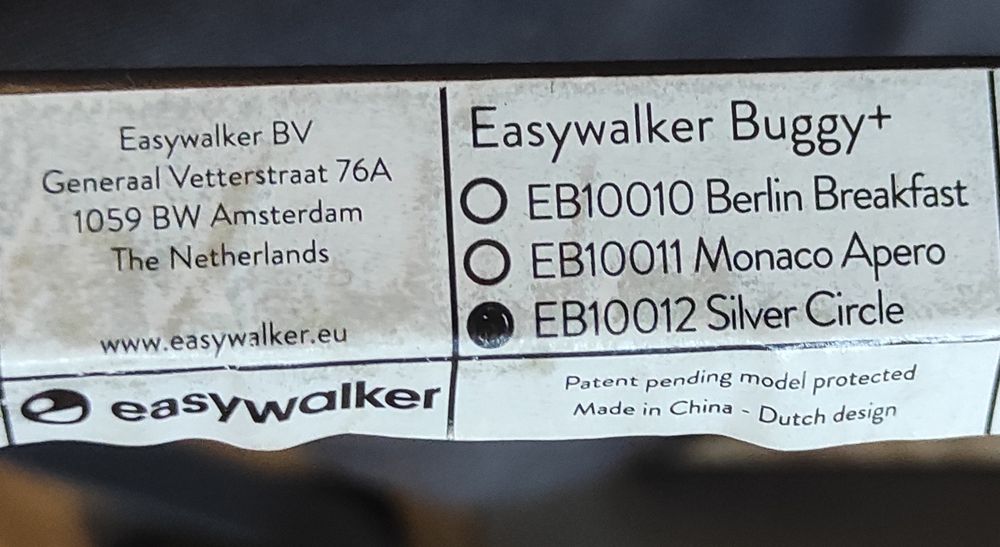 Easywalker BV
Generaal Vetterstraat 76A
1059 BW Amsterdam
The Netherlands
www.easywalker.eu
easywalker
Easywalker Buggy+
EB10010 Berlin Breakfast
EB10011 Monaco Apero
EB10012 Silver Circle
Patent pending model protected
Made in China - Dutch design